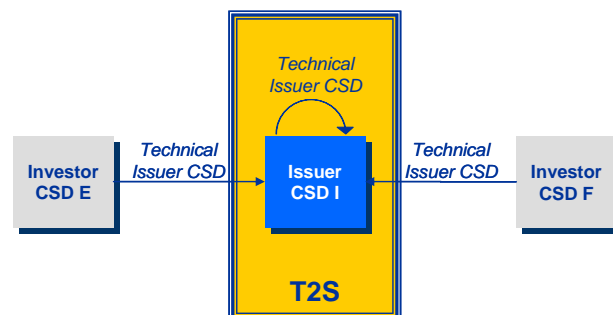 Technical
Issuer CSD
Investor
CSD E
Technical
Issuer CSD
Issuer
CSD I
Technical
Issuer CSD
Investor
CSD F
T2S